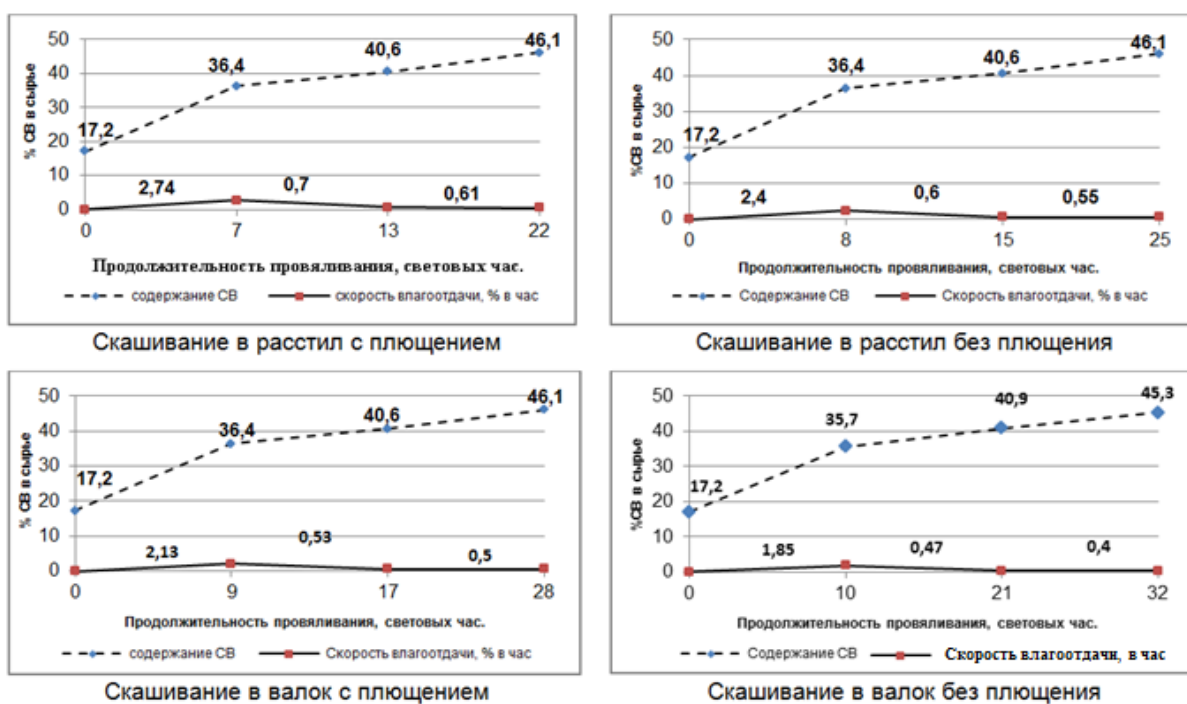 50
40
30
20
10
0
% СВ в сырье
17,2
36,4
40,6
46,1
2,74
0,7
0,61
0 7 13 22
Продолжительность провяливания, световых час.
содержание СВ скорость влагоотдачи, % в час
Скашивание в расстил с плющением
50
40
30
20
10
0
%СВ в сырье
17,2
36,4
40,6
46,1
2,4
0,6
0,55
0 8 15 25
Продолжительность провяливания, световых час.
Содержание СВ Скорость влагоотдачи, % в час
Скашивание в расстил без плющения
50
40
30
20
10
0
% СВ в сырье
17,2
36,4
40,6
46,1
2,13
0,53
0,5
0 9 17 28
Продолжительность провяливания, световых час.
содержание СВ Скорость влагоотдачи, % в час
Скашивание в валок с плющением
50
40
30
20
10
0
%СВ в сырье
17,2
35,7
40,9
45,3
1,85
0,47
0,4
0 10 21 32
Продолжительность провяливания, световых час.
Содержание СВ Скорость влагоотдачи, в час
Скашивание в валок без плющения